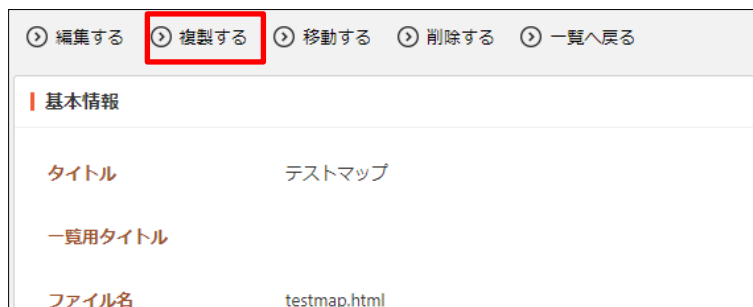 編集する 複製する 移動する 削除する 一覧へ戻る
基本情報
タイトル テストマップ
一覧用タイトル
ファイル名 testmap.html